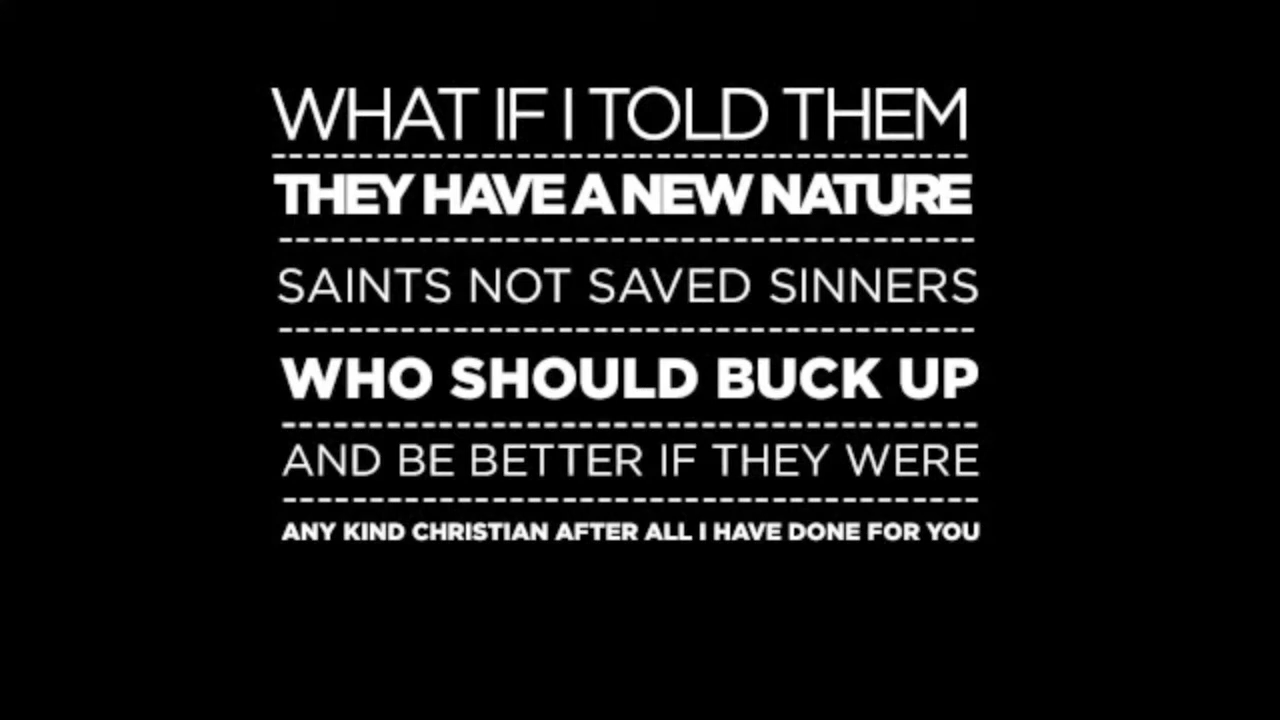 WHAT IF I TOLD THEM
THEY HAVE A NEW NATURE
SAINTS NOT SAVED SINNERS
WHO SHOULD BUCK UP
AND BE BETTER IF THEY WERE
ANY KIND CHRISTIAN AFTER ALL I HAVE DONE FOR YOU